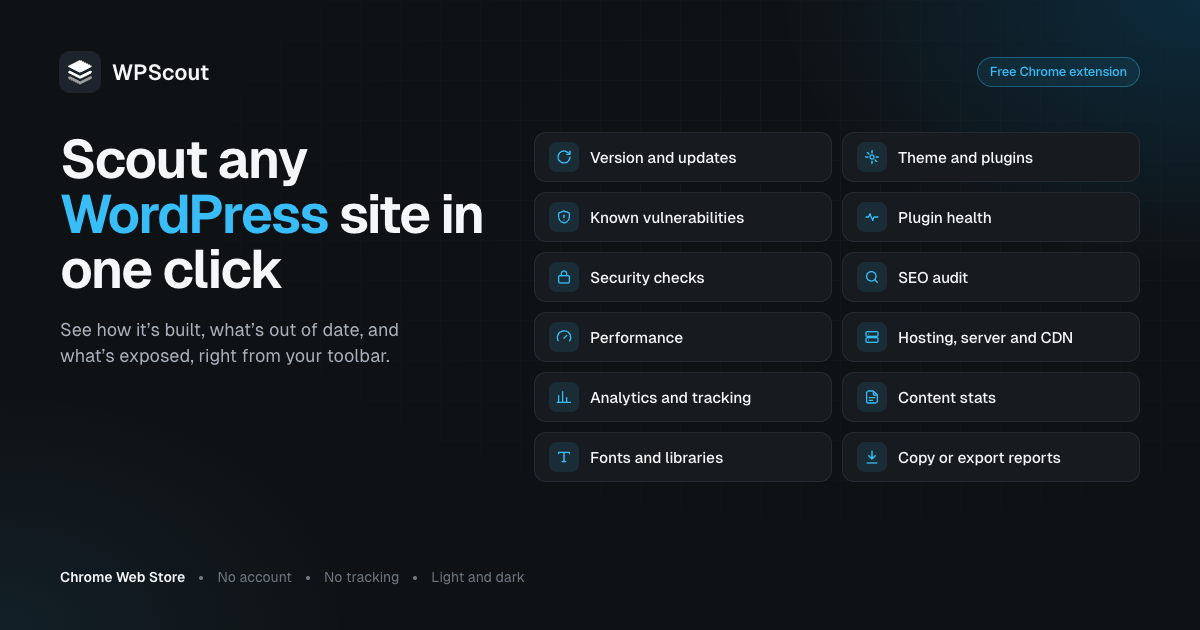 WPScout
Free Chrome extension
Scout any
WordPress site in
one click
See how it’s built, what’s out of date, and
what’s exposed, right from your toolbar.
Version and updates
Theme and plugins
Known vulnerabilities
Plugin health
Security checks
SEO audit
Performance
Hosting, server and CDN
Analytics and tracking
Content stats
Fonts and libraries
Copy or export reports
Chrome Web Store • No account • No tracking • Light and dark